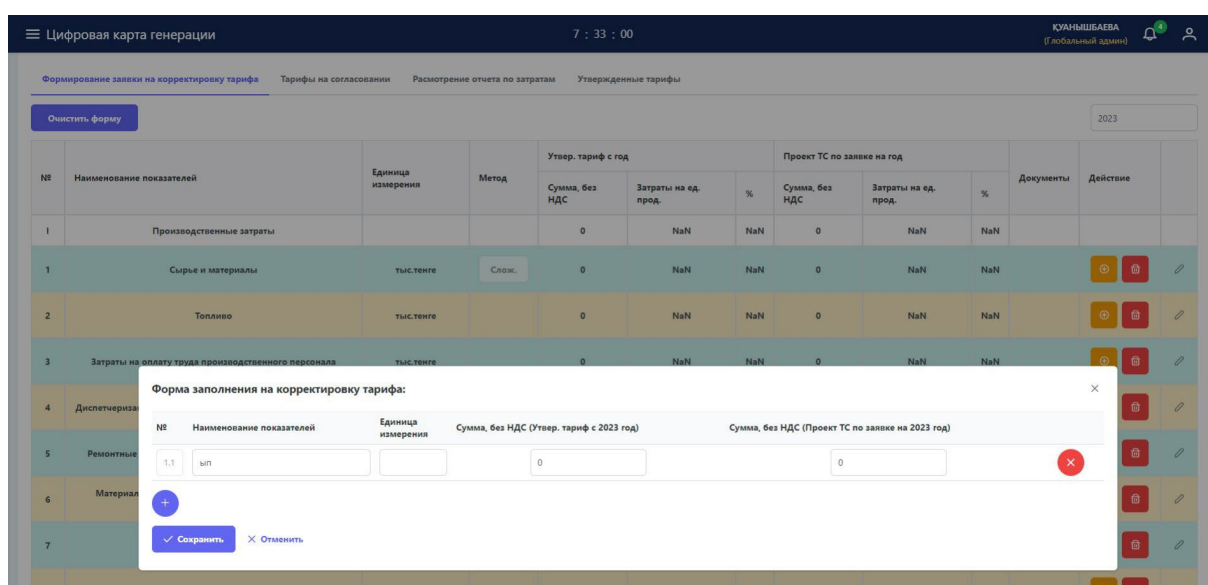 Цифровая карта генерации
7 : 33 : 00
ҚУАНЫШБАЕВА
(Глобальный админ)
4
Формирование заявки на корректировку тарифа Тарифы на согласовании Расмотрение отчета по затратам Утвержденные тарифы
Очистить форму
2023
№ Наименование показателей Единица измерения Метод Утвер. тариф с год Проект ТС по заявке на год Документы Действие
Сумма, без НДС Затраты на ед. прод. % Сумма, без НДС Затраты на ед. прод. %
I Производственные затраты 0 NaN NaN 0 NaN NaN
1 Сырье и материалы тыс.тенге Слож. 0 NaN NaN 0 NaN NaN
2 Топливо тыс.тенге 0 NaN NaN 0 NaN NaN
3 Затраты на оплату труда производственного персонала тыс.тенге 0 NaN NaN 0 NaN NaN
4 Диспетчериза
5 Ремонтные
6 Материал
7
Форма заполнения на корректировку тарифа:
№ Наименование показателей Единица измерения Сумма, без НДС (Утвер. тариф с 2023 год) Сумма, без НДС (Проект ТС по заявке на 2023 год)
1.1 ып 0 0
Сохранить Отменить